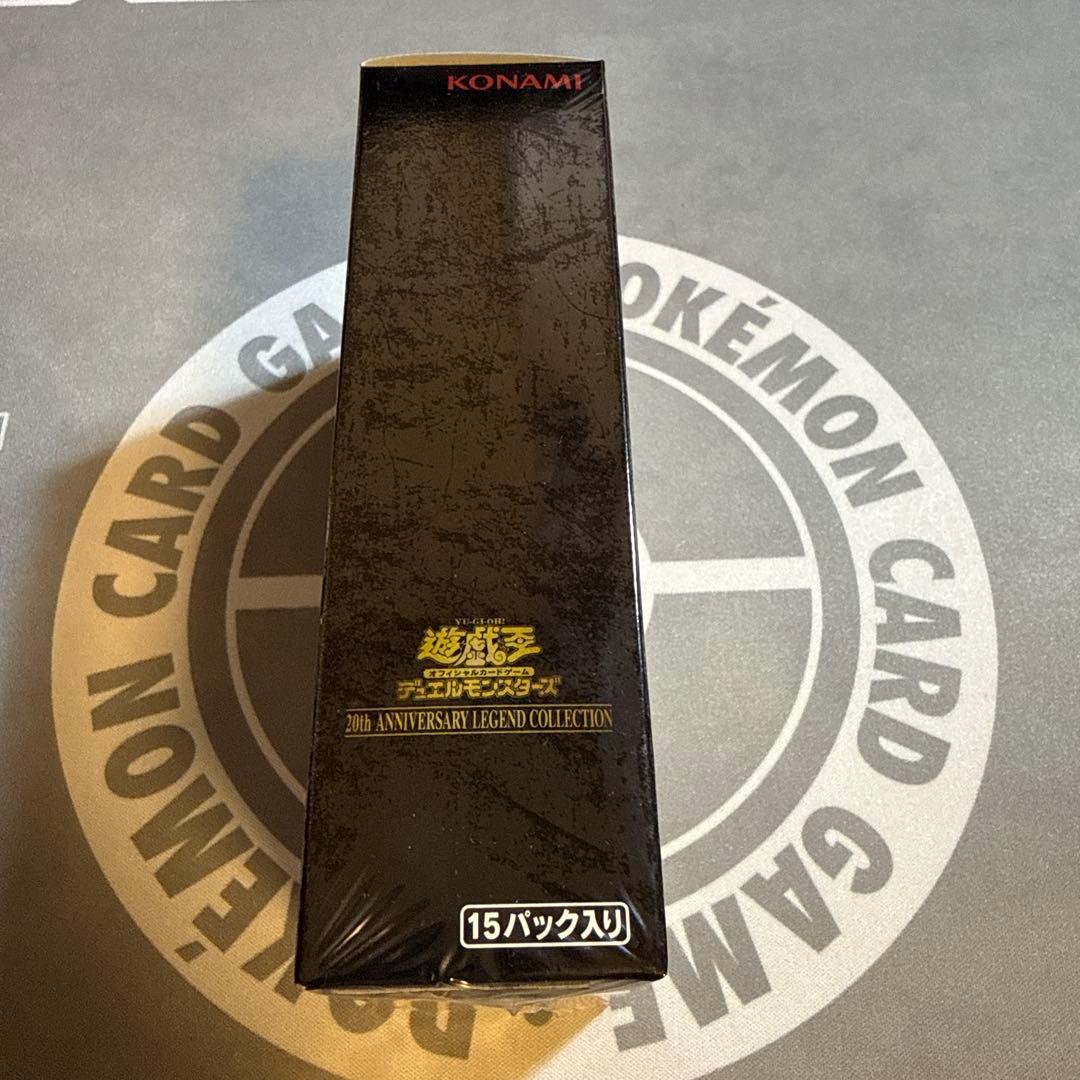 KONAMI
YU-GI-OH!
遊戯王
オフィシャルカードゲーム
デュエルモンスターズ
20th ANNIVERSARY LEGEND COLLECTION
15パック入り
POKÉMON CARD GAME
POKÉMON CARD GA